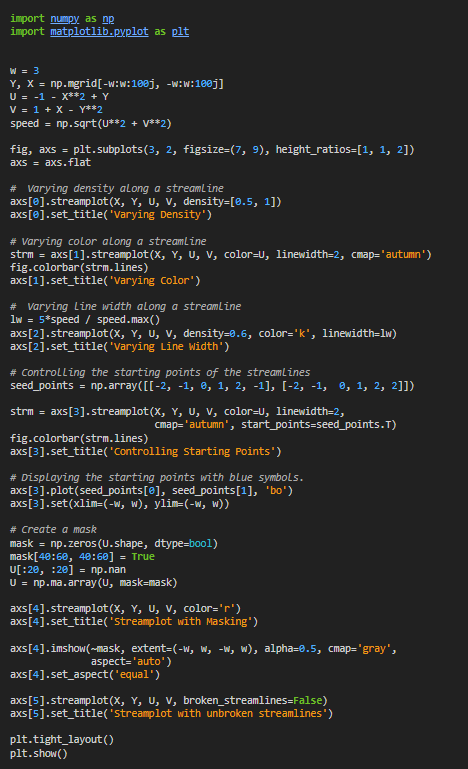 import numpy as np
import matplotlib.pyplot as plt
w = 3
Y, X = np.mgrid[-w:w:100j, -w:w:100j]
U = -1 - X**2 + Y
V = 1 + X - Y**2
speed = np.sqrt(U**2 + V**2)
fig, axs = plt.subplots(3, 2, figsize=(7, 9), height_ratios=[1, 1, 2])
axs = axs.flat
#  Varying density along a streamline
axs[0].streamplot(X, Y, U, V, density=[0.5, 1])
axs[0].set_title('Varying Density')
# Varying color along a streamline
strm = axs[1].streamplot(X, Y, U, V, color=U, linewidth=2, cmap='autumn')
fig.colorbar(strm.lines)
axs[1].set_title('Varying Color')
#  Varying line width along a streamline
lw = 5*speed / speed.max()
axs[2].streamplot(X, Y, U, V, density=0.6, color='k', linewidth=lw)
axs[2].set_title('Varying Line Width')
# Controlling the starting points of the streamlines
seed_points = np.array([[-2, -1, 0, 1, 2, -1], [-2, -1,  0, 1, 2, 2]])
strm = axs[3].streamplot(X, Y, U, V, color=U, linewidth=2,
                         cmap='autumn', start_points=seed_points.T)
fig.colorbar(strm.lines)
axs[3].set_title('Controlling Starting Points')
# Displaying the starting points with blue symbols.
axs[3].plot(seed_points[0], seed_points[1], 'bo')
axs[3].set(xlim=(-w, w), ylim=(-w, w))
# Create a mask
mask = np.zeros(U.shape, dtype=bool)
mask[40:60, 40:60] = True
U[:20, :20] = np.nan
U = np.ma.array(U, mask=mask)
axs[4].streamplot(X, Y, U, V, color='r')
axs[4].set_title('Streamplot with Masking')
axs[4].imshow(~mask, extent=(-w, w, -w, w), alpha=0.5, cmap='gray',
              aspect='auto')
axs[4].set_aspect('equal')
axs[5].streamplot(X, Y, U, V, broken_streamlines=False)
axs[5].set_title('Streamplot with unbroken streamlines')
plt.tight_layout()
plt.show()